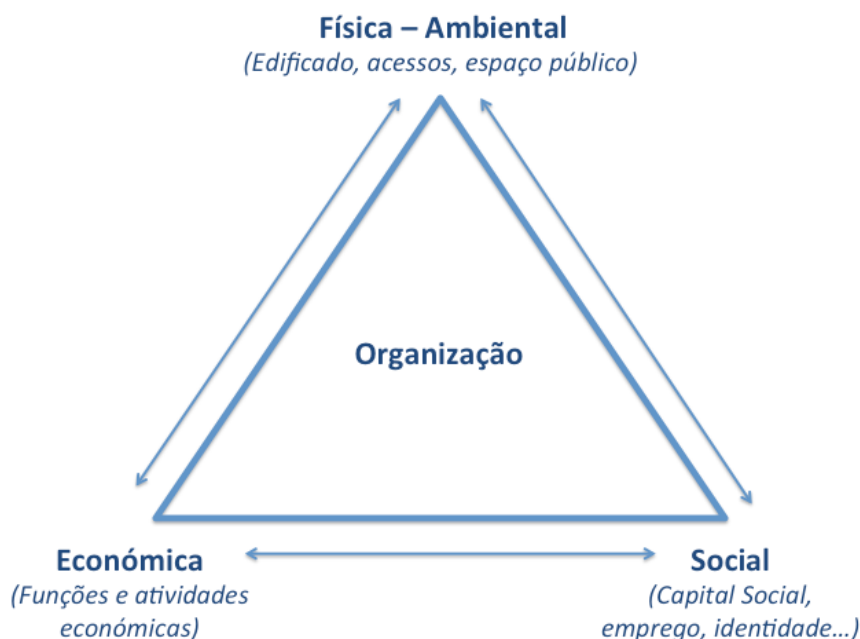 Física – Ambiental
(Edificado, acessos, espaço público)
Organização
Económica
(Funções e atividades
económicas)
Social
(Capital Social,
emprego, identidade...)